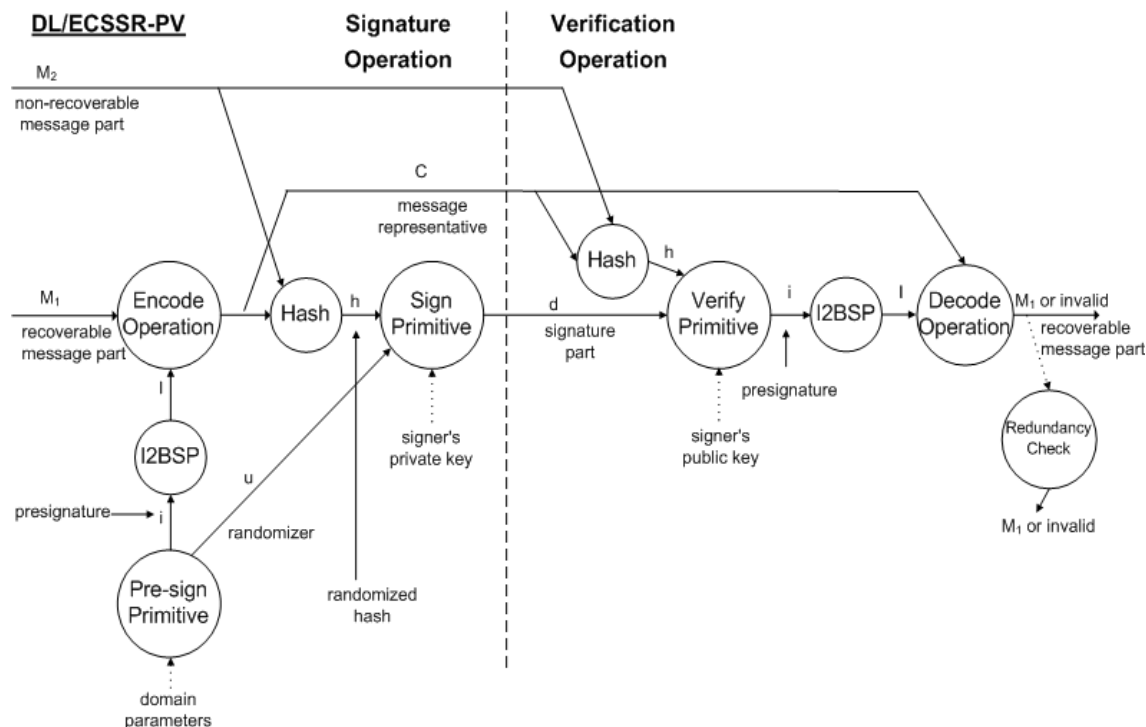 DL/ECSSR-PV
Signature
Operation
Verification
Operation
M₂
non-recoverable
message part
C
message
representative
M₁
recoverable
message part
Encode
Operation
Hash
h
Sign
Primitive
Hash
h
d
signature
part
Verify
Primitive
i
I2BSP
I
Decode
Operation
M₁ or invalid
recoverable
message part
presignature
I
I2BSP
signer's
private key
signer's
public key
Redundancy
Check
u
presignature
i
randomizer
M₁ or invalid
Pre-sign
Primitive
randomized
hash
domain
parameters